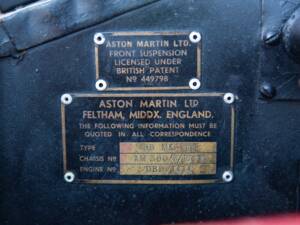 ASTON MARTIN LTD.
FRONT SUSPENSION
LICENSED UNDER
BRITISH PATENT
Nº 449798
ASTON MARTIN LTD
FELTHAM, MIDDX. ENGLAND.
THE FOLLOWING INFORMATION MUST BE
QUOTED IN ALL CORRESPONDENCE
TYPE
CHASSIS Nº
ENGINE Nº